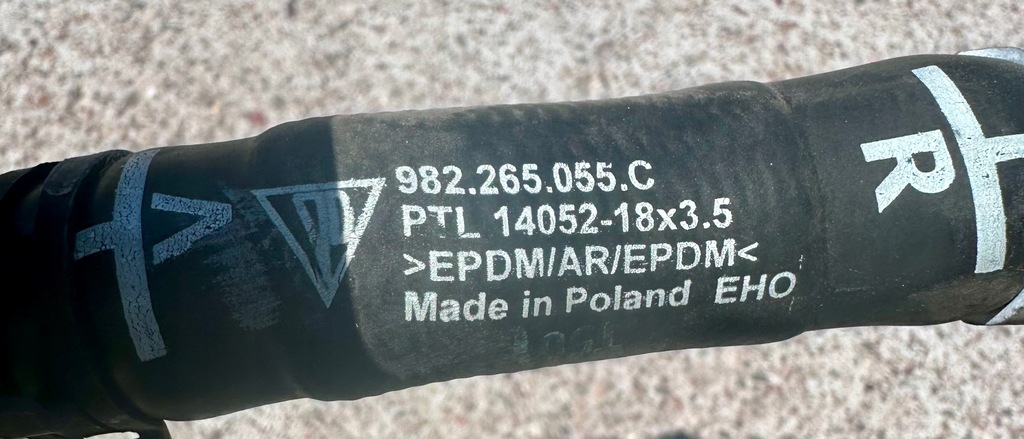 V
982.265.055.C
PTL 14052-18x3.5
>EPDM/AR/EPDM<
Made in Poland EHO
R